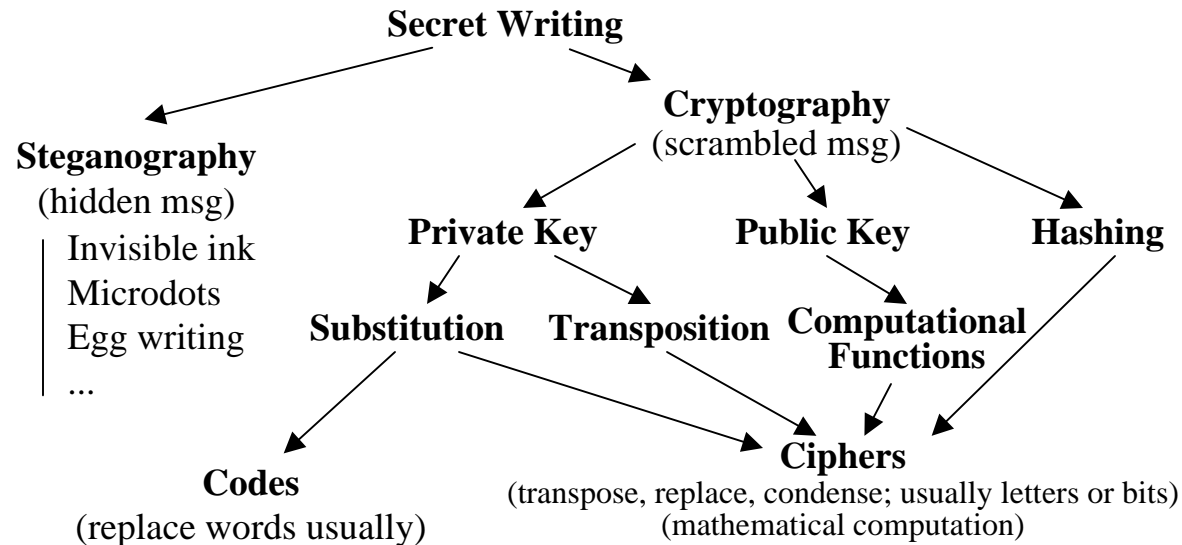 Secret Writing
Cryptography
(scrambled msg)
Steganography
(hidden msg)
Invisible ink
Microdots
Egg writing
...
Private Key
Public Key
Hashing
Substitution
Transposition
Computational
Functions
Codes
(replace words usually)
Ciphers
(transpose, replace, condense; usually letters or bits)
(mathematical computation)